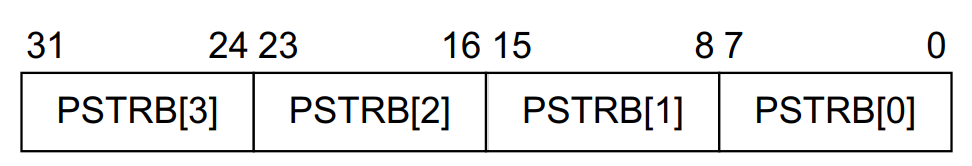 31 24 23 16 15 8 7 0
PSTRB[3] PSTRB[2] PSTRB[1] PSTRB[0]